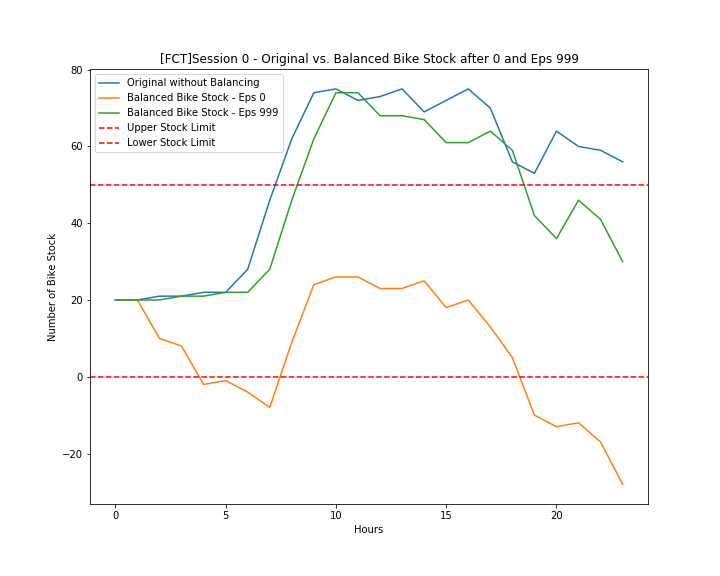 [FCT]Session 0 - Original vs. Balanced Bike Stock after 0 and Eps 999
80
60
40
20
0
−20
Number of Bike Stock
Original without Balancing
Balanced Bike Stock - Eps 0
Balanced Bike Stock - Eps 999
Upper Stock Limit
Lower Stock Limit
0 5 10 15 20
Hours